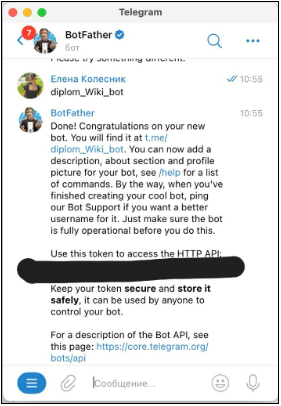 Telegram
7
BotFather
бот
Please try something different.
Елена Колесник
10:55
diplom_Wiki_bot
BotFather
10:55
Done! Congratulations on your new
bot. You will find it at t.me/
diplom_Wiki_bot. You can now add a
description, about section and profile
picture for your bot, see /help for a list
of commands. By the way, when you've
finished creating your cool bot, ping
our Bot Support if you want a better
username for it. Just make sure the bot
is fully operational before you do this.
Use this token to access the HTTP API:
Keep your token secure and store it
safely, it can be used by anyone to
control your bot.
For a description of the Bot API, see
this page: https://core.telegram.org/
bots/api
Сообщение...